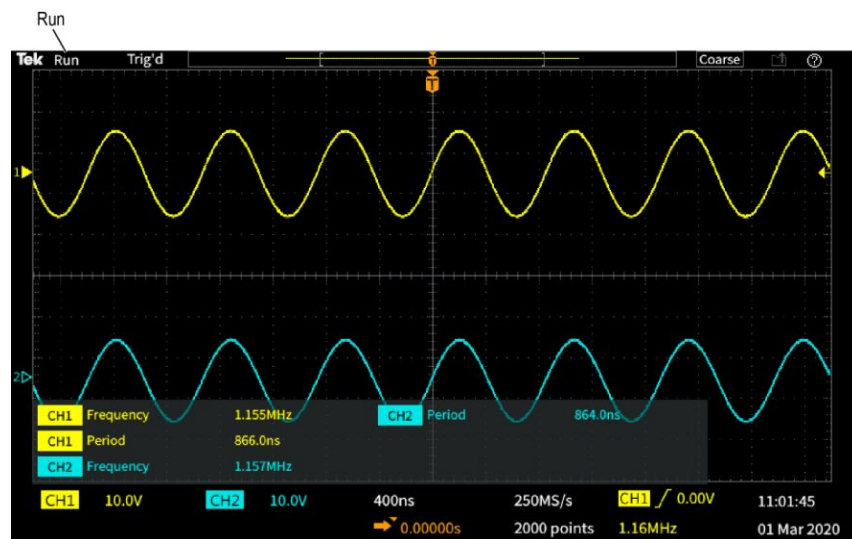 Run
Tek Run Trig'd Coarse
T
T
1
2
CH1 Frequency 1.155MHz CH2 Period 864.0ns
CH1 Period 866.0ns
CH2 Frequency 1.157MHz
CH1 10.0V CH2 10.0V 400ns 250MS/s CH1 0.00V 11:01:45
0.00000s 2000 points 1.16MHz 01 Mar 2020